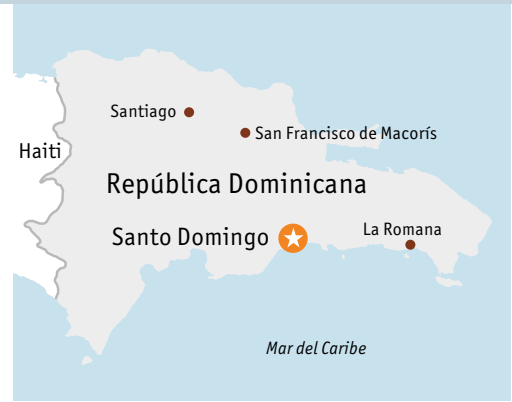 Santiago
San Francisco de Macorís
Haiti
República Dominicana
Santo Domingo
La Romana
Mar del Caribe